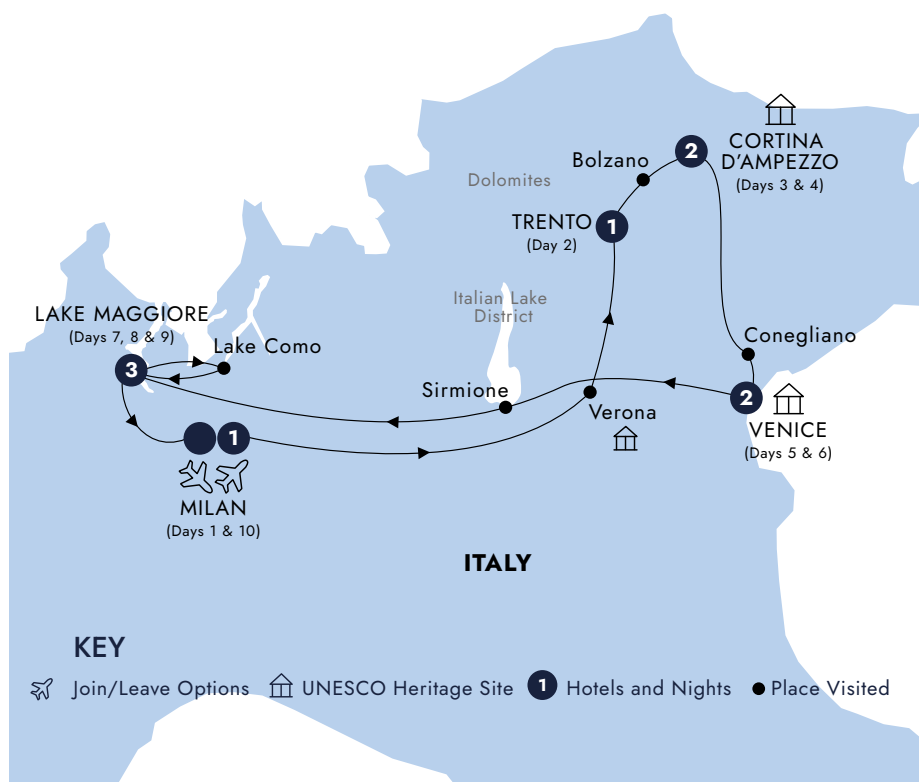 CORTINA
D'AMPEZZO
(Days 3 & 4)
2
Bolzano
Dolomites
TRENTO
(Day 2)
1
Italian Lake
District
LAKE MAGGIORE
(Days 7, 8 & 9)
3
Lake Como
Conegliano
Sirmione
Verona
2
VENICE
(Days 5 & 6)
1
MILAN
(Days 1 & 10)
ITALY
KEY
Join/Leave Options UNESCO Heritage Site 1 Hotels and Nights Place Visited